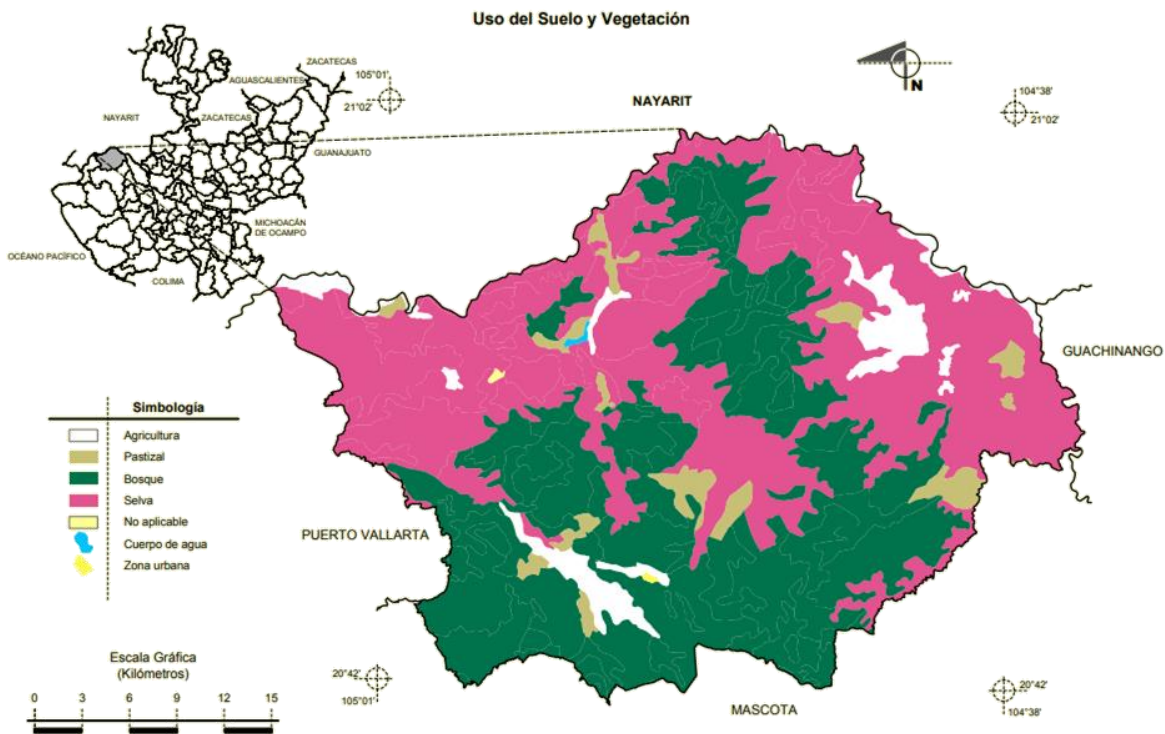 Uso del Suelo y Vegetación
ZACATECAS
105°01'
21°02'
AGUASCALIENTES
NAYARIT
ZACATECAS
GUANAJUATO
MICHOACÁN
DE OCAMPO
OCÉANO PACÍFICO
COLIMA
NAYARIT
N
104°38'
21°02'
GUACHINANGO
Simbología
Agricultura
Pastizal
Bosque
Selva
No aplicable
Cuerpo de agua
Zona urbana
PUERTO VALLARTA
Escala Gráfica
(Kilómetros)
0 3 6 9 12 15
20°42'
105°01'
MASCOTA
20°42'
104°38'